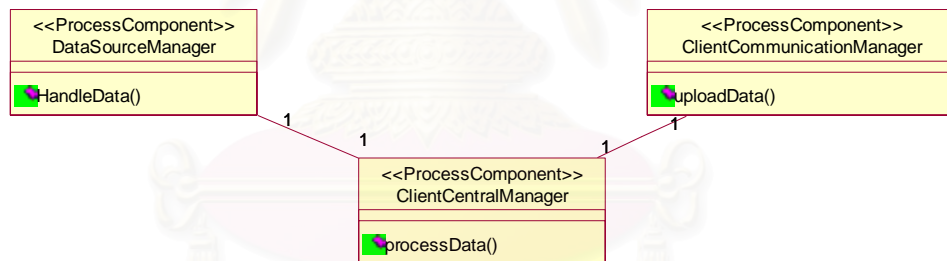 <<ProcessComponent>>
DataSourceManager
HandleData()
<<ProcessComponent>>
ClientCommunicationManager
uploadData()
1
1
1
1
<<ProcessComponent>>
ClientCentralManager
processData()